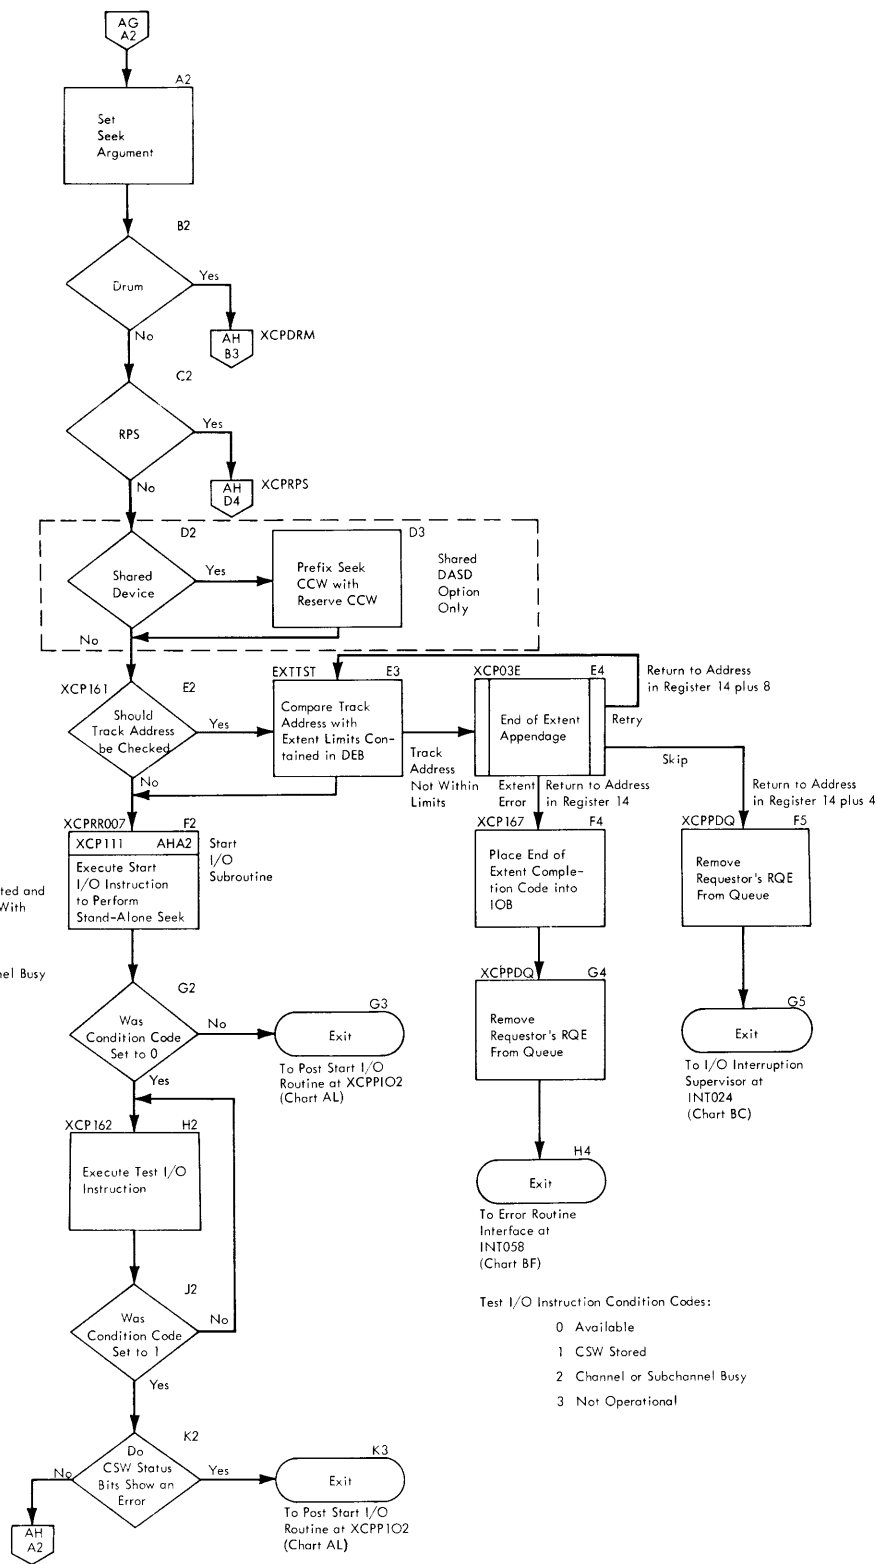 AG
A2
A2
Set
Seek
Argument
B2
Drum
Yes
No
AH
B3
XCPDRM
C2
RPS
Yes
No
AH
D4
XCPRPS
D2
Shared
Device
Yes
No
D3
Prefix Seek
CCW with
Reserve CCW
Shared
DASD
Option
Only
XCP161
E2
Should
Track Address
be Checked
Yes
No
EXTTST
E3
Compare Track
Address with
Extent Limits Con-
tained in DEB
Track
Address
Not Within
Limits
XCP03E
E4
End of Extent
Appendage
Return to Address
in Register 14 plus 8
Retry
Skip
Extent
Error
Return to Address
in Register 14
Return to Address
in Register 14 plus 4
XCPRR007
F2
XCP111
AHA2
Execute Start
I/O Instruction
to Perform
Stand-Alone Seek
Start
I/O
Subroutine
XCP167
F4
Place End of
Extent Comple-
tion Code into
IOB
XCPPDQ
F5
Remove
Requestor's RQE
From Queue
ted and
With
nel Busy
G2
Was
Condition Code
Set to 0
No
Yes
G3
Exit
To Post Start I/O
Routine at XCPPIO2
(Chart AL)
XCPPDQ
G4
Remove
Requestor's RQE
From Queue
G5
Exit
To I/O Interruption
Supervisor at
INT024
(Chart BC)
XCP162
H2
Execute Test I/O
Instruction
H4
Exit
To Error Routine
Interface at
INT058
(Chart BF)
J2
Was
Condition Code
Set to 1
No
Yes
Test I/O Instruction Condition Codes:
0 Available
1 CSW Stored
2 Channel or Subchannel Busy
3 Not Operational
K2
Do
CSW Status
Bits Show an
Error
No
Yes
K3
Exit
To Post Start I/O
Routine at XCPP1O2
(Chart AL)
AH
A2